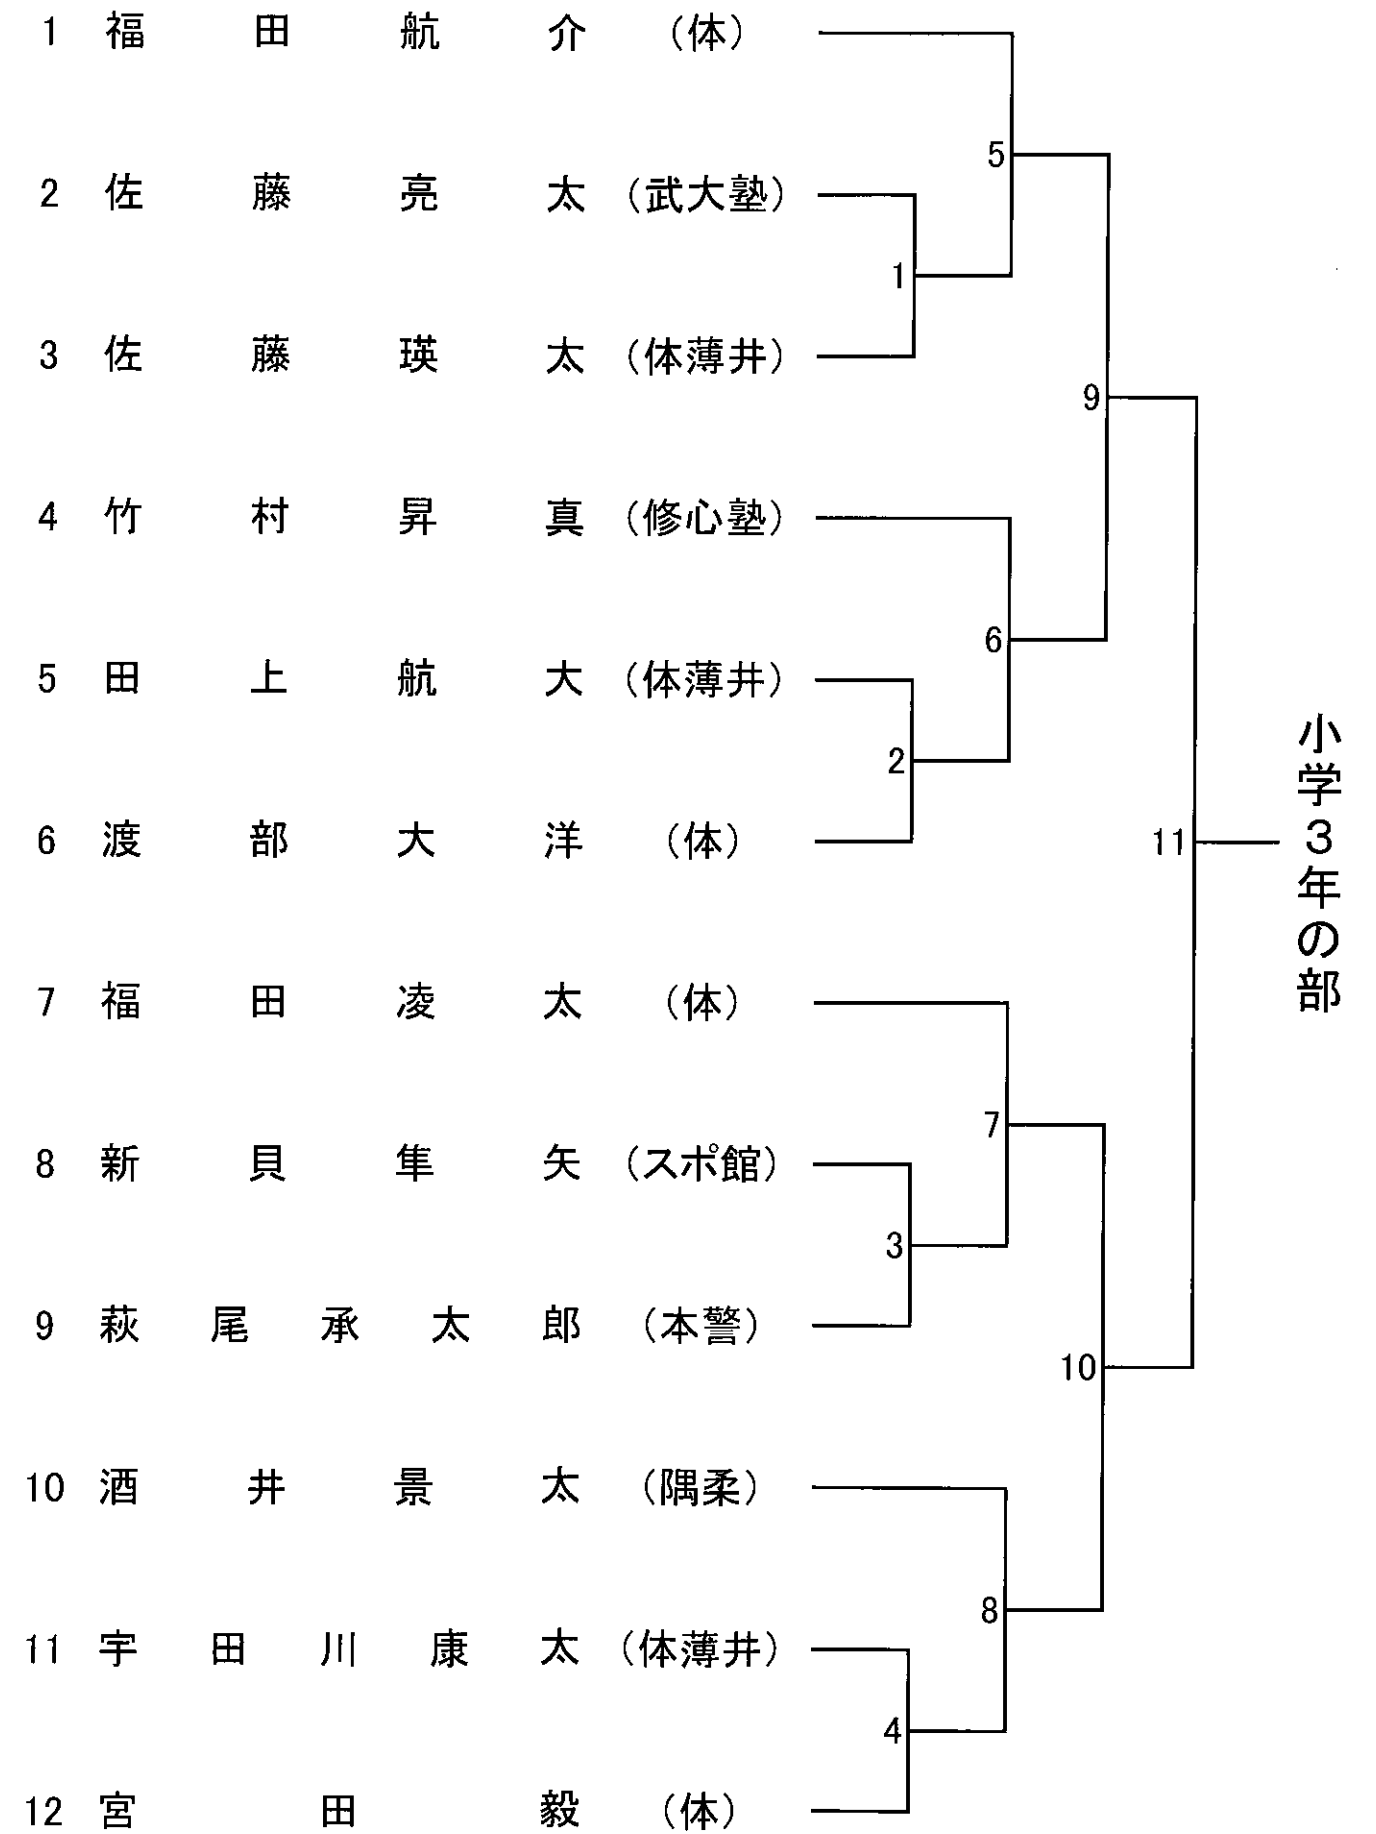 1 福田航介 (体)
2 佐藤亮太 (武大塾)
3 佐藤瑛太 (体薄井)
4 竹村昇真 (修心塾)
5 田上航大 (体薄井)
6 渡部大洋 (体)
7 福田凌太 (体)
8 新貝隼矢 (スポ館)
9 萩尾承太郎 (本警)
10 酒井景太 (隅柔)
11 宇田川康太 (体薄井)
12 宮田毅 (体)
1
2
3
4
5
6
7
8
9
10
11
小学3年の部